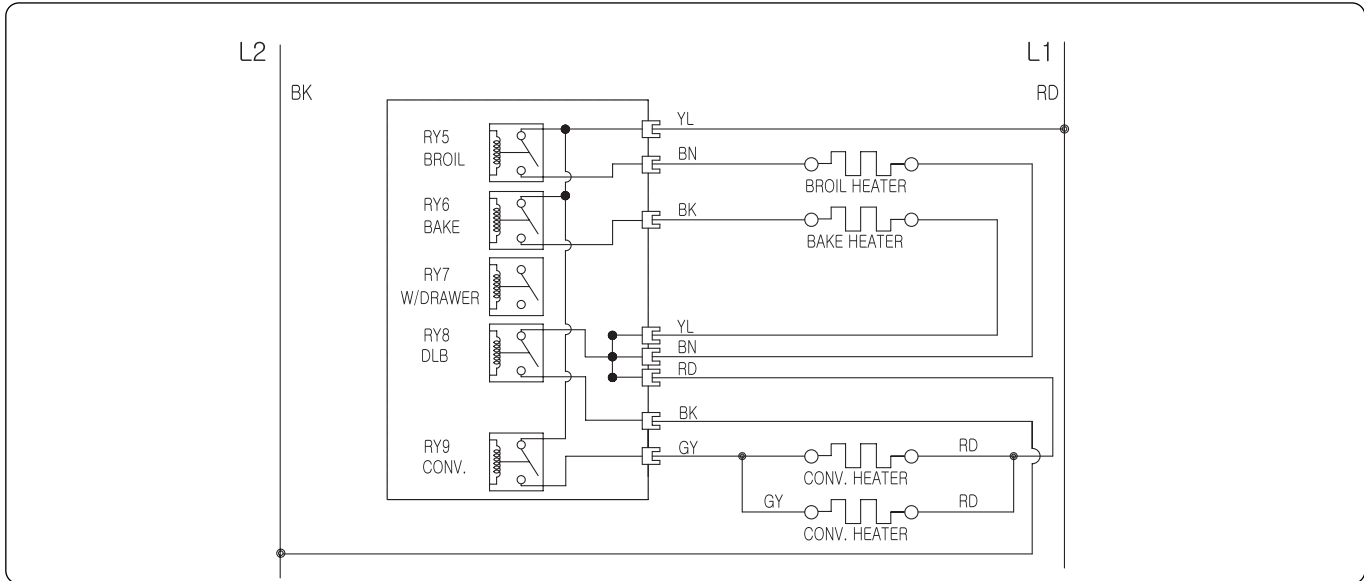 L2
L1
BK
RD
YL
RY5
BROIL
BN
BROIL HEATER
RY6
BAKE
BK
BAKE HEATER
RY7
W/DRAWER
RY8
DLB
YL
BN
RD
BK
RY9
CONV.
GY
RD
CONV. HEATER
GY
RD
CONV. HEATER